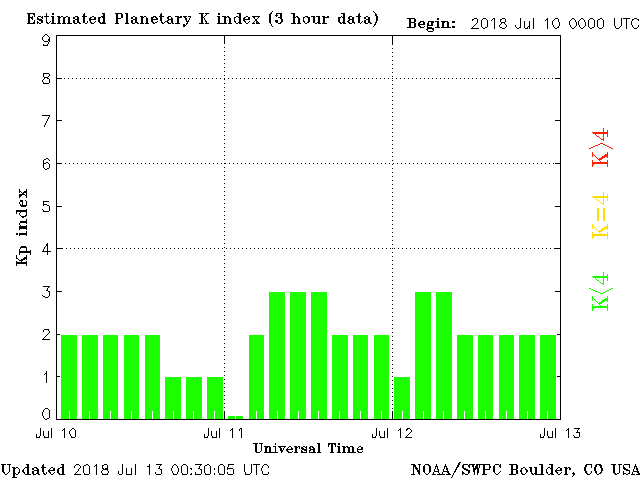 Estimated Planetary K index (3 hour data) Begin: 2018 Jul 10 0000 UTC
9
8
7
6
5
4
3
2
1
0
Kp index
K>4
K=4
K<4
Jul 10 Jul 11 Jul 12 Jul 13
Universal Time
Updated 2018 Jul 13 00:30:05 UTC NOAA/SWPC Boulder, CO USA